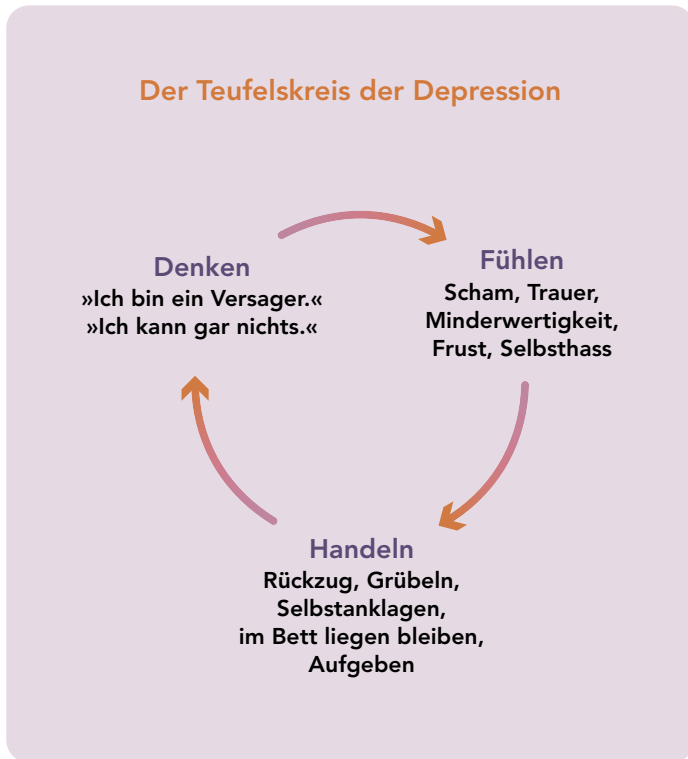 Der Teufelskreis der Depression
Denken
»Ich bin ein Versager.«
»Ich kann gar nichts.«
Fühlen
Scham, Trauer,
Minderwertigkeit,
Frust, Selbsthass
Handeln
Rückzug, Grübeln,
Selbstanklagen,
im Bett liegen bleiben,
Aufgeben